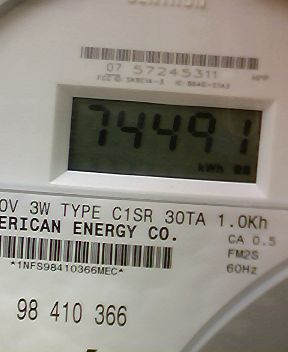 07 57245311
74491
kWh
0V 3W TYPE C1SR 30TA 1.0Kh
ERICAN ENERGY CO.
CA 0.5
FM2S
*1NFS98410366MEC*
60Hz
98 410 366